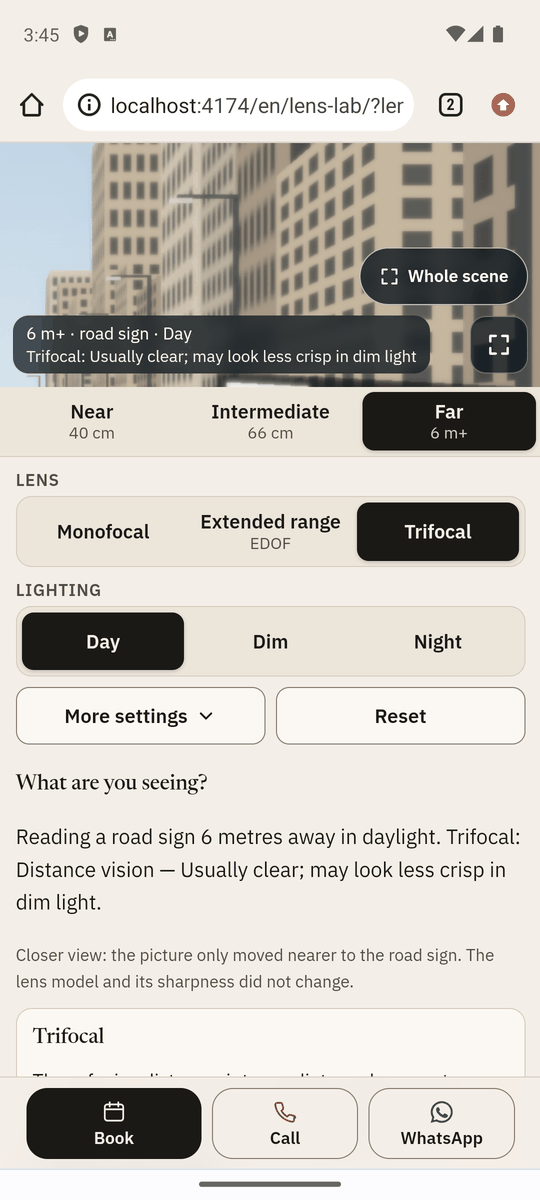 3:45
localhost:4174/en/lens-lab/?ler
2
Whole scene
6 m+ · road sign · Day
Trifocal: Usually clear; may look less crisp in dim light
Near
40 cm
Intermediate
66 cm
Far
6 m+
LENS
Monofocal
Extended range
EDOF
Trifocal
LIGHTING
Day
Dim
Night
More settings
Reset
What are you seeing?
Reading a road sign 6 metres away in daylight. Trifocal:
Distance vision — Usually clear; may look less crisp in
dim light.
Closer view: the picture only moved nearer to the road sign. The
lens model and its sharpness did not change.
Trifocal
Book
Call
WhatsApp